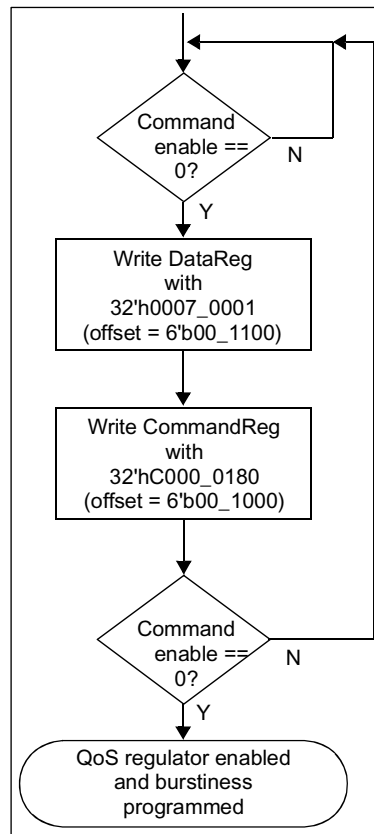 Command
enable ==
0?
N
Y
Write DataReg
with
32'h0007_0001
(offset = 6'b00_1100)
Write CommandReg
with
32'hC000_0180
(offset = 6'b00_1000)
Command
enable ==
0?
N
Y
QoS regulator enabled
and burstiness
programmed